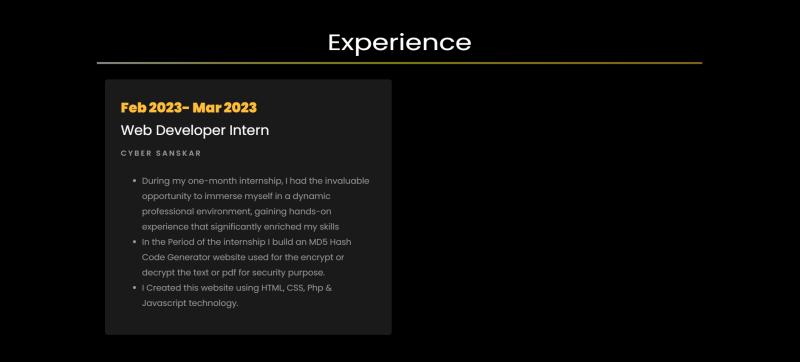 Experience
Feb 2023- Mar 2023
Web Developer Intern
CYBER SANSKAR
• During my one-month internship, I had the invaluable
opportunity to immerse myself in a dynamic
professional environment, gaining hands-on
experience that significantly enriched my skills
• In the Period of the internship I build an MD5 Hash
Code Generator website used for the encrypt or
decrypt the text or pdf for security purpose.
• I Created this website using HTML, CSS, Php &
Javascript technology.